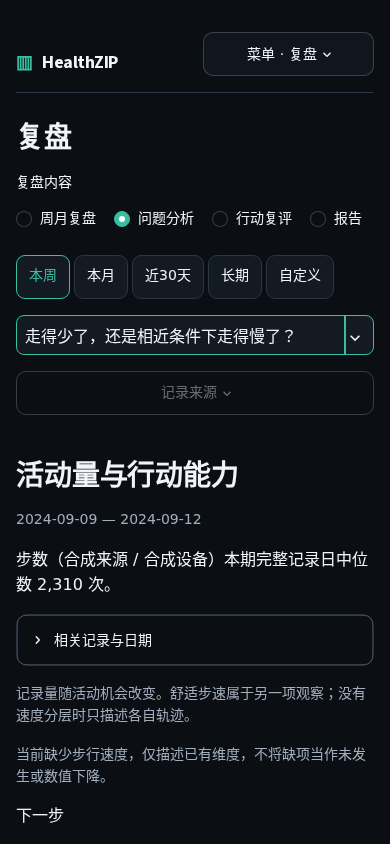 HealthZIP
菜单 · 复盘
复盘
复盘内容
周月复盘 问题分析 行动复评 报告
本周 本月 近30天 长期 自定义
走得少了，还是相近条件下走得慢了？
记录来源
活动量与行动能力
2024-09-09 — 2024-09-12
步数（合成来源 / 合成设备）本期完整记录日中位
数 2,310 次。
相关记录与日期
记录量随活动机会改变。舒适步速属于另一项观察；没有
速度分层时只描述各自轨迹。
当前缺少步行速度，仅描述已有维度，不将缺项当作未发
生或数值下降。
下一步